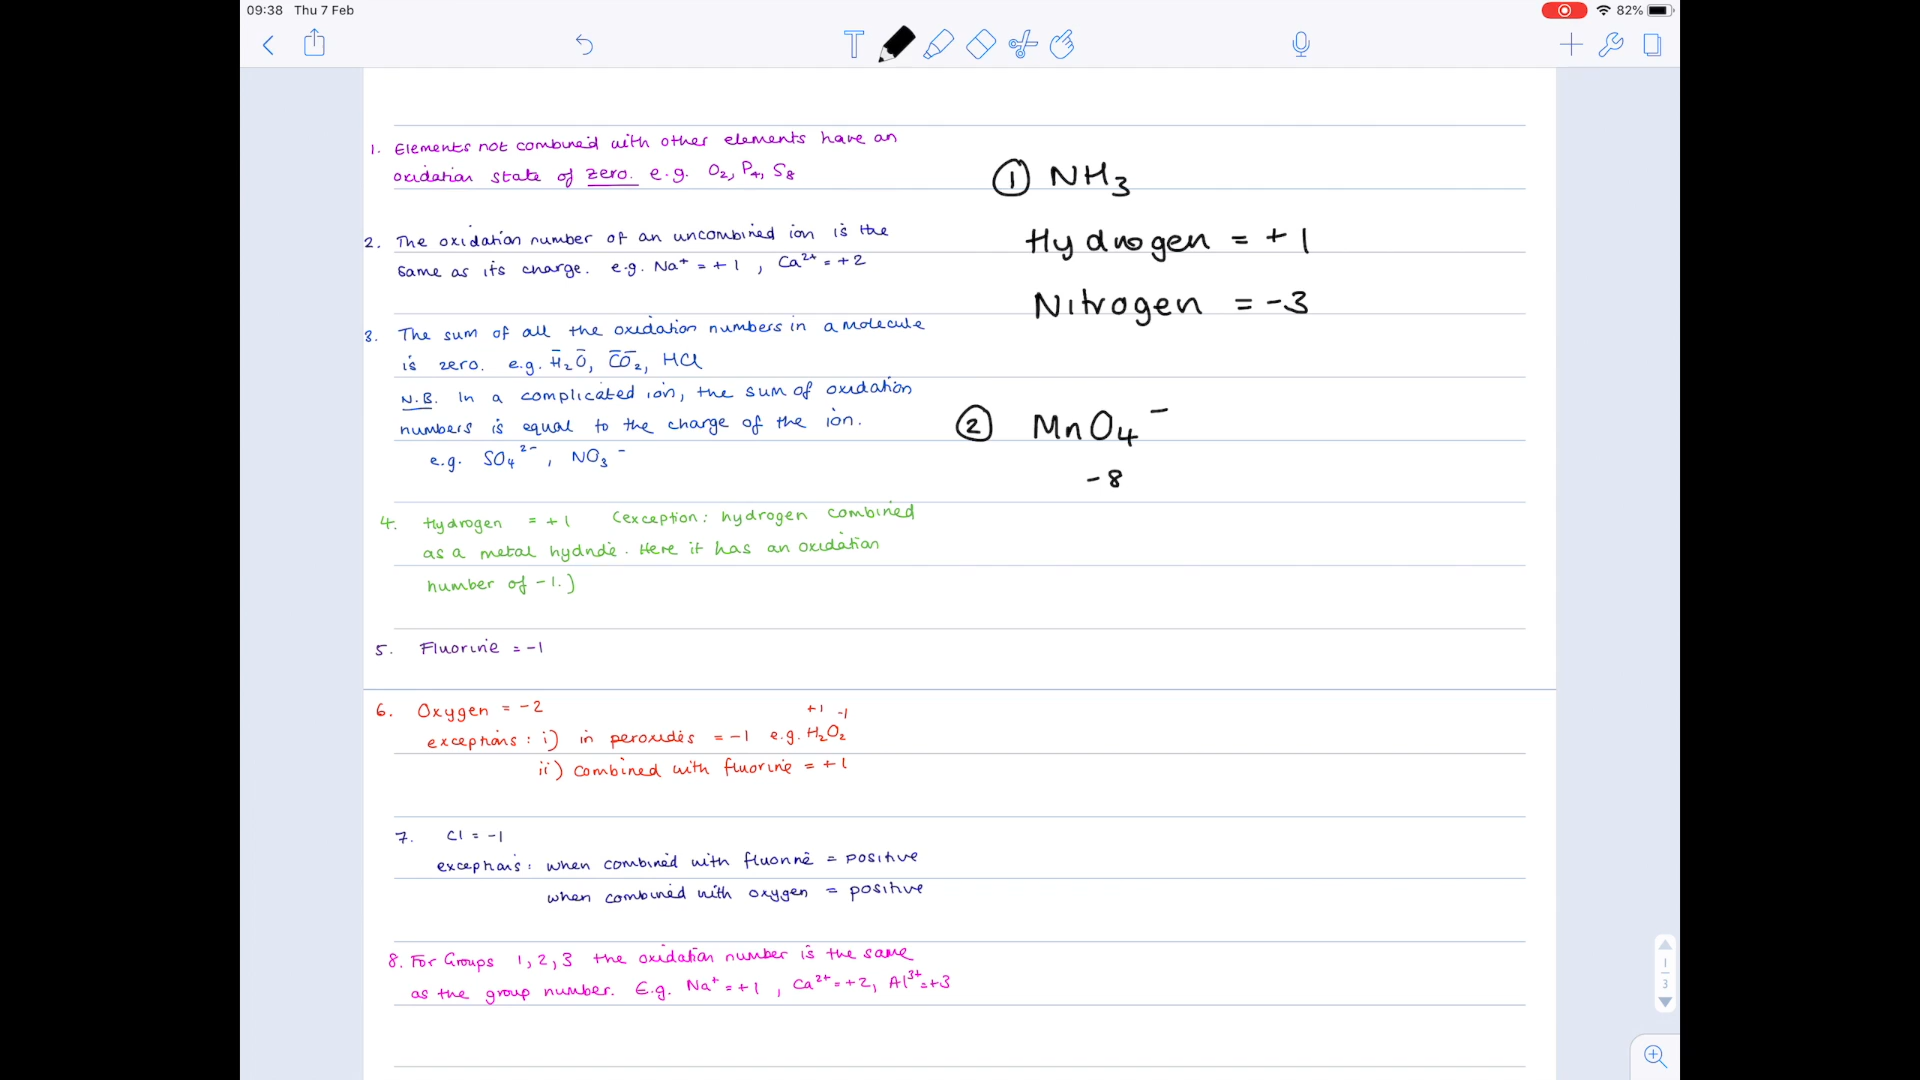 09:38 Thu 7 Feb
82%
T
1. Elements not combined with other elements have an
oxidation state of zero. e.g. O₂, P₄, S₈
2. The oxidation number of an uncombined ion is the
same as its charge. e.g. Na⁺ = +1, Ca²⁺ = +2
3. The sum of all the oxidation numbers in a molecule
is zero. e.g. H₂O, CO₂, HCl
N.B. In a complicated ion, the sum of oxidation
numbers is equal to the charge of the ion.
e.g. SO₄²⁻, NO₃⁻
4. Hydrogen = +1 (exception: hydrogen combined
as a metal hydride. Here it has an oxidation
number of -1.)
5. Fluorine = -1
6. Oxygen = -2
+1 -1
exceptions: i) in peroxides = -1 e.g. H₂O₂
ii) combined with fluorine = +1
7. Cl = -1
exceptions: when combined with fluorine = positive
when combined with oxygen = positive
8. For Groups 1, 2, 3 the oxidation number is the same
as the group number. E.g. Na⁺ = +1, Ca²⁺ = +2, Al³⁺ = +3
① NH₃
Hydrogen = +1
Nitrogen = -3
② MnO₄⁻
-8
1
3